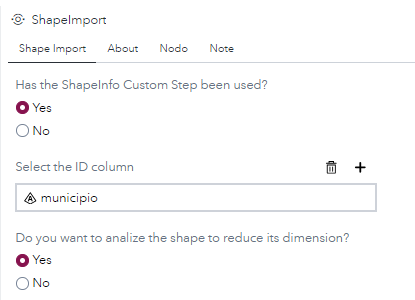 ShapeImport
Shape Import About Nodo Note
Has the ShapeInfo Custom Step been used?
Yes
No
Select the ID column
municipio
Do you want to analize the shape to reduce its dimension?
Yes
No